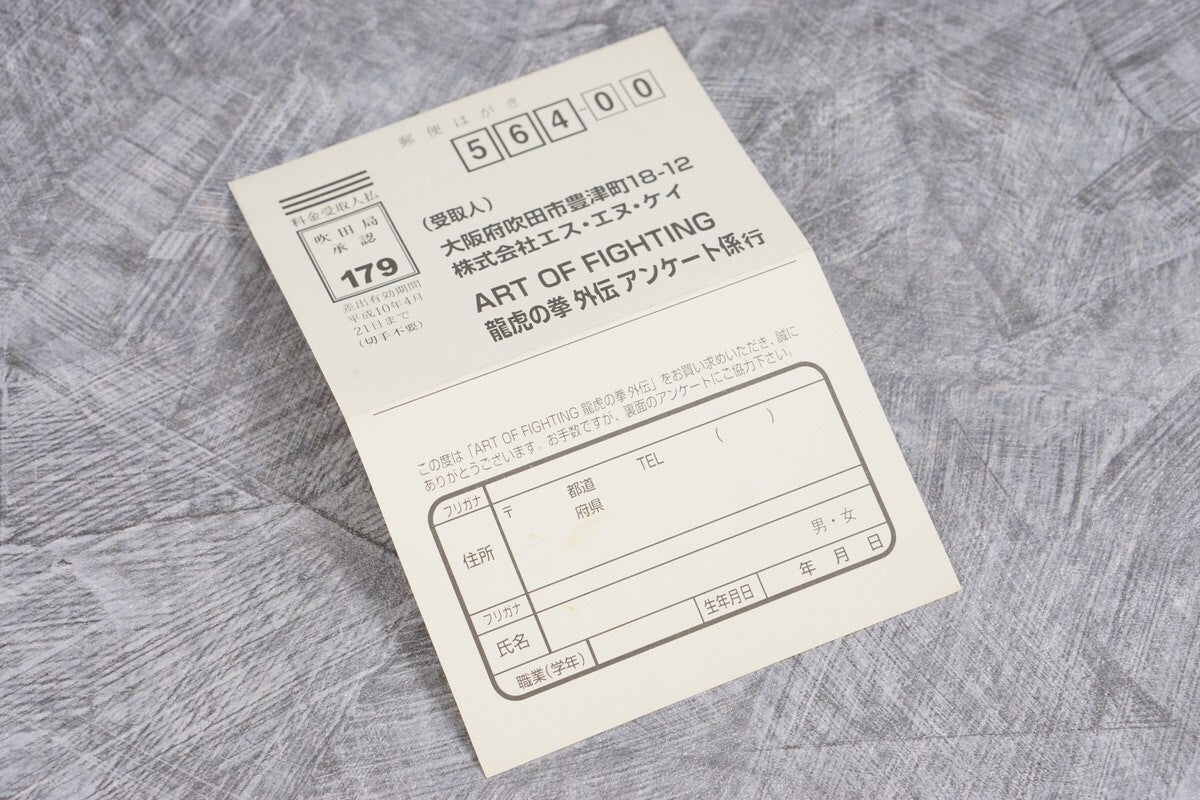 郵便はがき
564-00
料金受取人払
吹田局
承認
179
差出有効期間
平成10年4月
21日まで
(切手不要)
(受取人)
大阪府吹田市豊津町18-12
株式会社エス・エヌ・ケイ
ART OF FIGHTING
龍虎の拳 外伝 アンケート係行
この度は「ART OF FIGHTING 龍虎の拳 外伝」をお買い求めいただき、誠に
ありがとうございます。お手数ですが、裏面のアンケートにご協力下さい。
フリガナ
住所
〒
都道
府県
TEL
( )
フリガナ
氏名
男・女
職業(学年)
生年月日
年 月 日